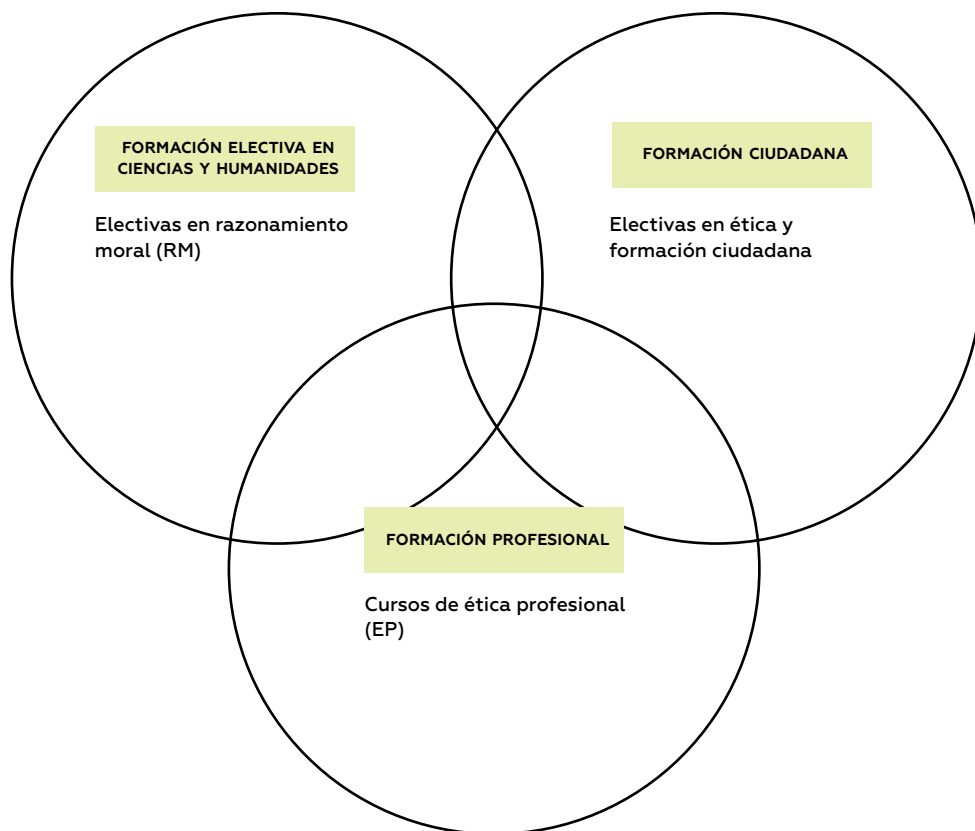 FORMACIÓN ELECTIVA EN
CIENCIAS Y HUMANIDADES
Electivas en razonamiento
moral (RM)
FORMACIÓN CIUDADANA
Electivas en ética y
formación ciudadana
FORMACIÓN PROFESIONAL
Cursos de ética profesional
(EP)